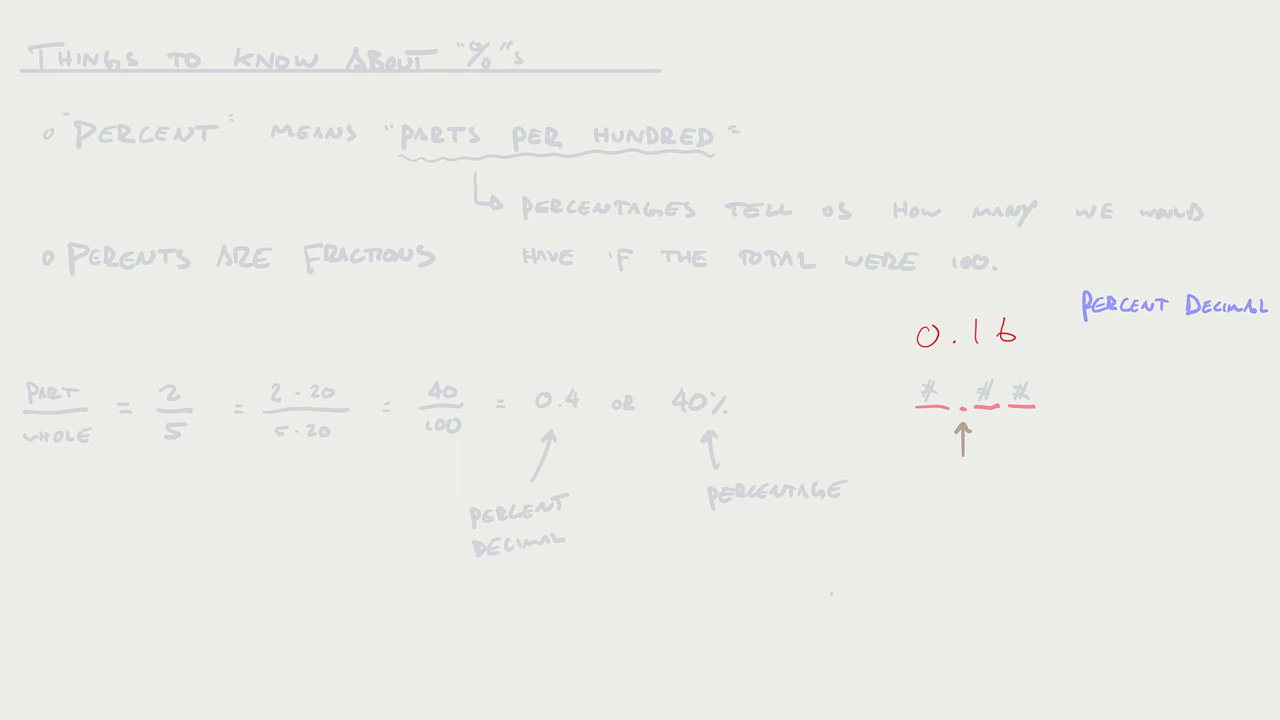 THINGS TO KNOW ABOUT "%"s
o "PERCENT" MEANS "PARTS PER HUNDRED"
PERCENTAGES TELL US HOW MANY WE WOULD
HAVE IF THE TOTAL WERE 100.
o PERENTS ARE FRACTIONS
PERCENT DECIMAL
0.16
PART/WHOLE = 2/5 = 2·20/5·20 = 40/100 = 0.4 OR 40%
# . # #
PERCENT
DECIMAL
PERCENTAGE